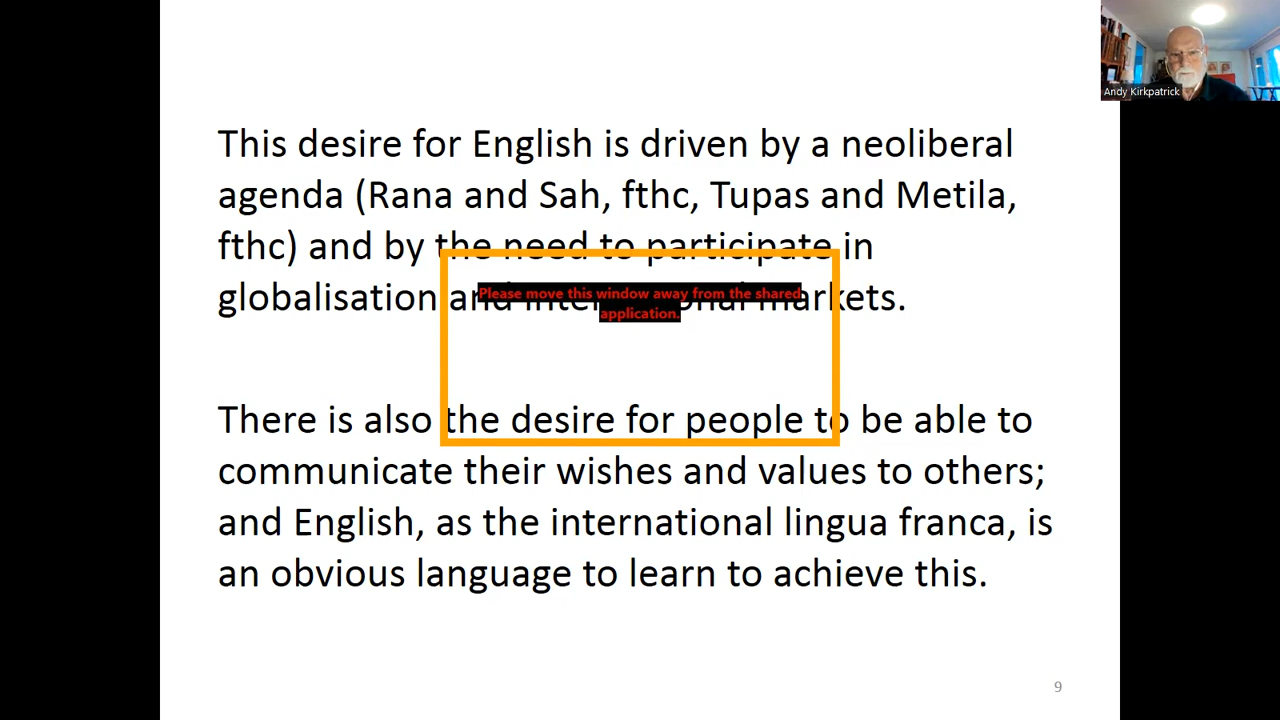 Andy Kirkpatrick
This desire for English is driven by a neoliberal
agenda (Rana and Sah, fthc, Tupas and Metila,
fthc) and by the need to participate in
globalisation and international markets.
Please move this window away from the shared
application.
There is also the desire for people to be able to
communicate their wishes and values to others;
and English, as the international lingua franca, is
an obvious language to learn to achieve this.
9